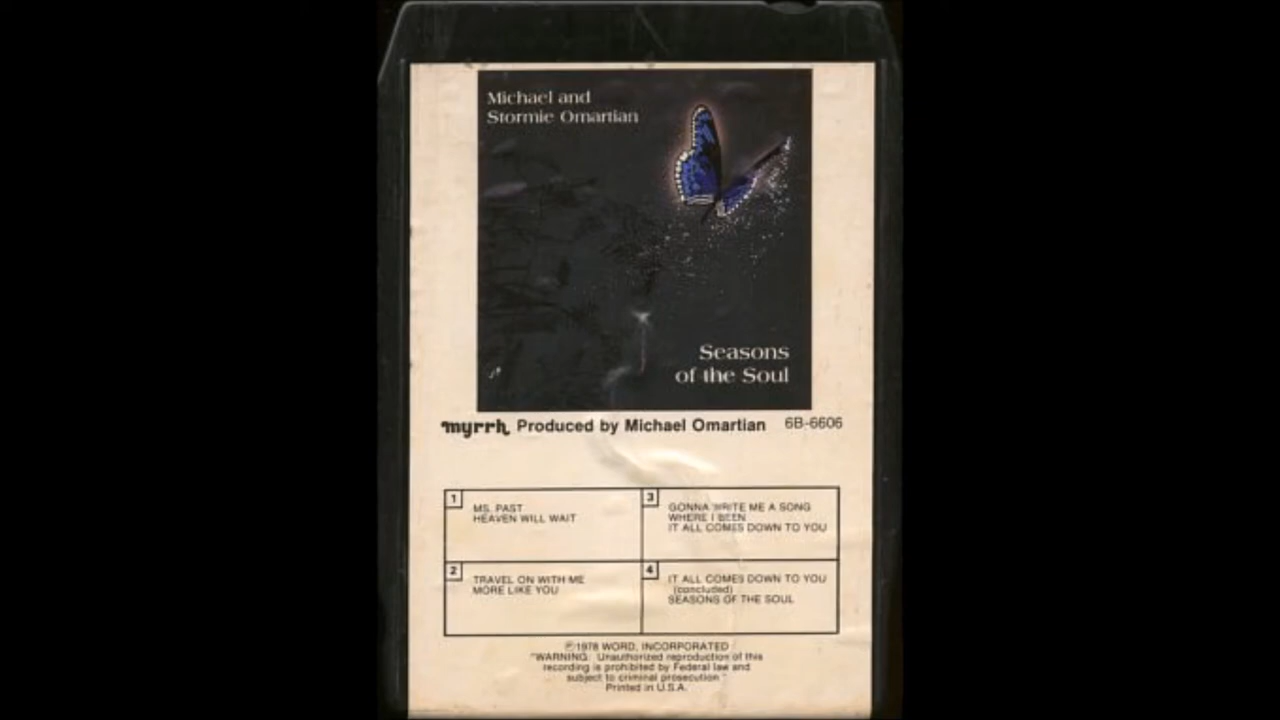 Michael and
Stormie Omartian
Seasons
of the Soul
myrrh Produced by Michael Omartian 6B-6606
1
MS. PAST
HEAVEN WILL WAIT
2
TRAVEL ON WITH ME
MORE LIKE YOU
3
GONNA WRITE ME A SONG
WHERE I BEEN
IT ALL COMES DOWN TO YOU
4
IT ALL COMES DOWN TO YOU
(concluded)
SEASONS OF THE SOUL
℗1978 WORD, INCORPORATED
"WARNING: Unauthorized reproduction of this
recording is prohibited by Federal law and
subject to criminal prosecution"
Printed in U.S.A.